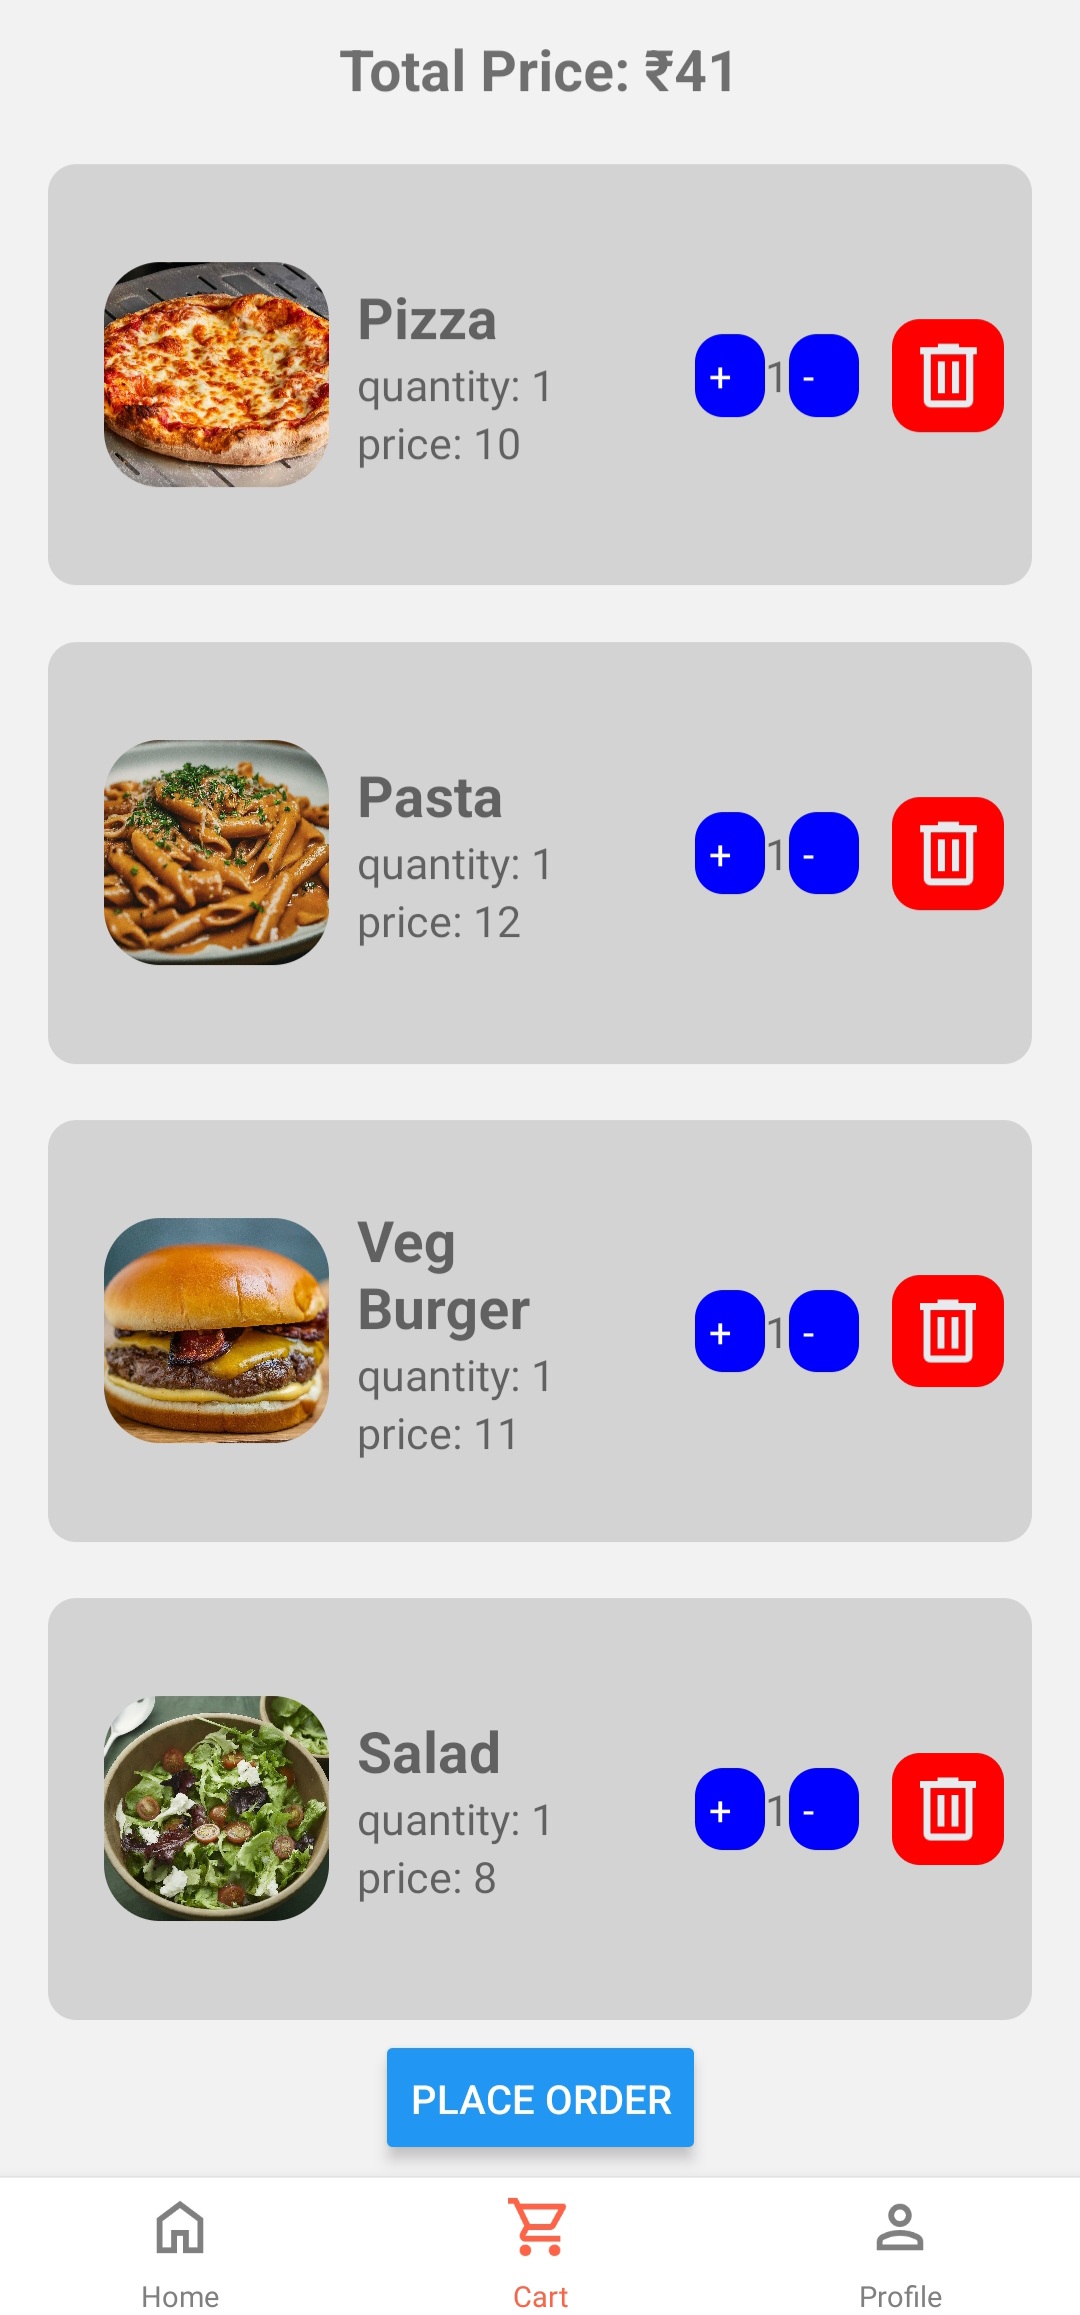 Total Price: ₹41
Pizza
quantity: 1
price: 10
+ 1 -
Pasta
quantity: 1
price: 12
+ 1 -
Veg
Burger
quantity: 1
price: 11
+ 1 -
Salad
quantity: 1
price: 8
+ 1 -
PLACE ORDER
Home Cart Profile